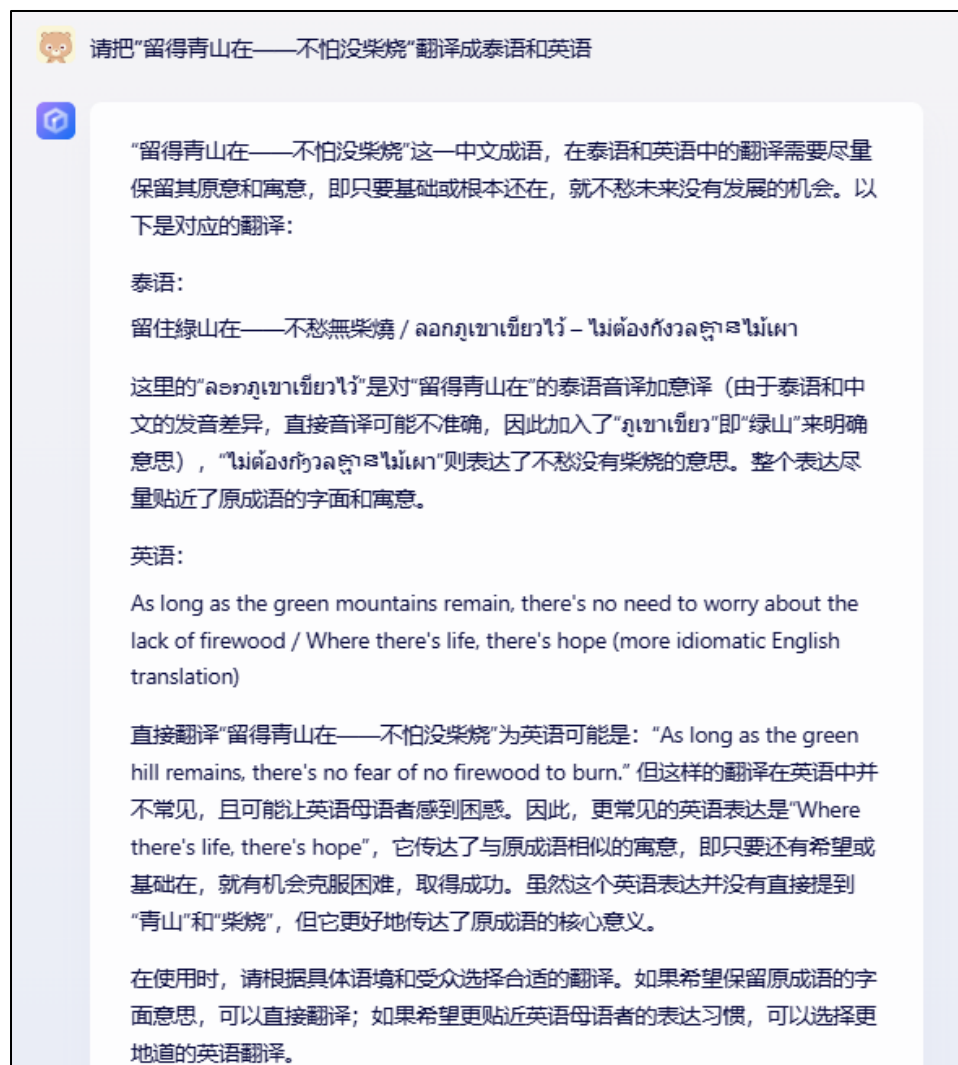 请把"留得青山在——不怕没柴烧"翻译成泰语和英语
“留得青山在——不怕没柴烧”这一中文成语，在泰语和英语中的翻译需要尽量
保留其原意和寓意，即只要基础或根本还在，就不愁未来没有发展的机会。以
下是对应的翻译：
泰语：
留住綠山在——不愁無柴燒 / ลอกภูเขาเขียวไว้ – ไม่ต้องกังวลគ្មានไม้เผา
这里的“ลอกภูเขาเขียวไว้”是对“留得青山在”的泰语音译加意译（由于泰语和中
文的发音差异，直接音译可能不准确，因此加入了“ภูเขาเขียว”即“绿山”来明确
意思），“ไม่ต้องกังวลគ្មានไม้เผา”则表达了不愁没有柴烧的意思。整个表达尽
量贴近了原成语的字面和寓意。
英语：
As long as the green mountains remain, there's no need to worry about the
lack of firewood / Where there's life, there's hope (more idiomatic English
translation)
直接翻译“留得青山在——不怕没柴烧”为英语可能是：“As long as the green
hill remains, there's no fear of no firewood to burn.” 但这样的翻译在英语中并
不常见，且可能让英语母语者感到困惑。因此，更常见的英语表达是“Where
there's life, there's hope”，它传达了与原成语相似的寓意，即只要还有希望或
基础在，就有机会克服困难，取得成功。虽然这个英语表达并没有直接提到
“青山”和“柴烧”，但它更好地传达了原成语的核心意义。
在使用时，请根据具体语境和受众选择合适的翻译。如果希望保留原成语的字
面意思，可以直接翻译；如果希望更贴近英语母语者的表达习惯，可以选择更
地道的英语翻译。